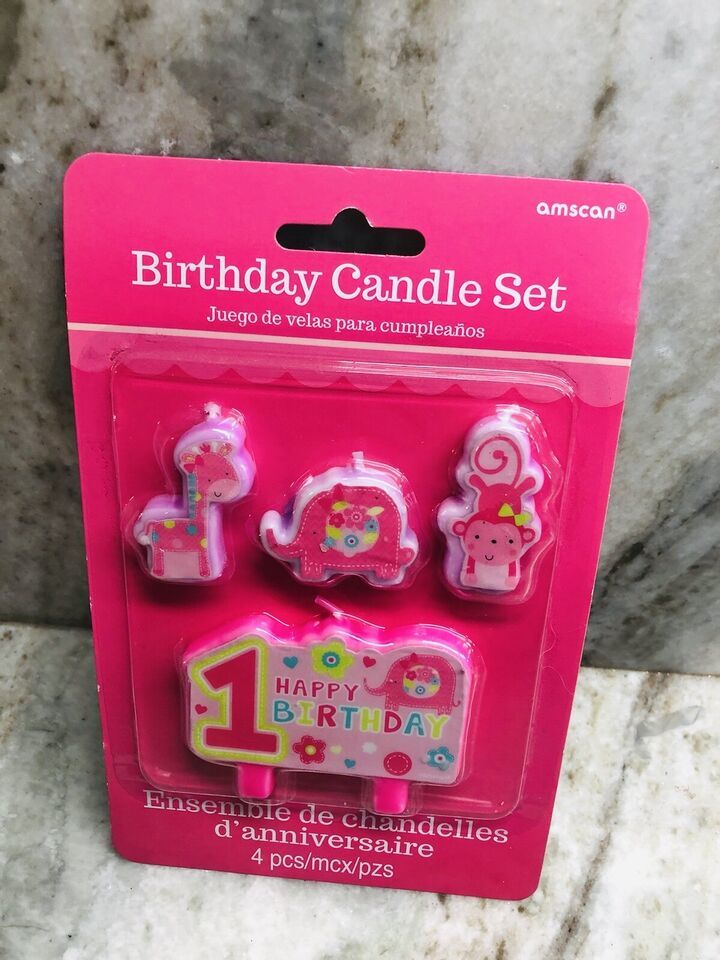 amscan®
Birthday Candle Set
Juego de velas para cumpleaños
1
HAPPY
BIRTHDAY
Ensemble de chandelles
d'anniversaire
4 pcs/mcx/pzs